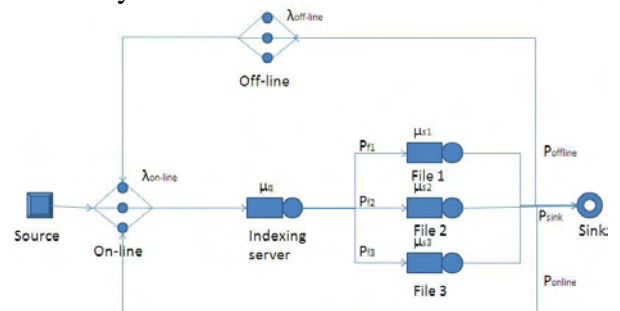 λoff-line
Off-line
λon-line
μq
Pf1
μs1
File 1
Poffline
Source
On-line
Indexing
server
Pf2
μs2
File 2
Psink
Sink
Pf3
μs3
File 3
Ponline